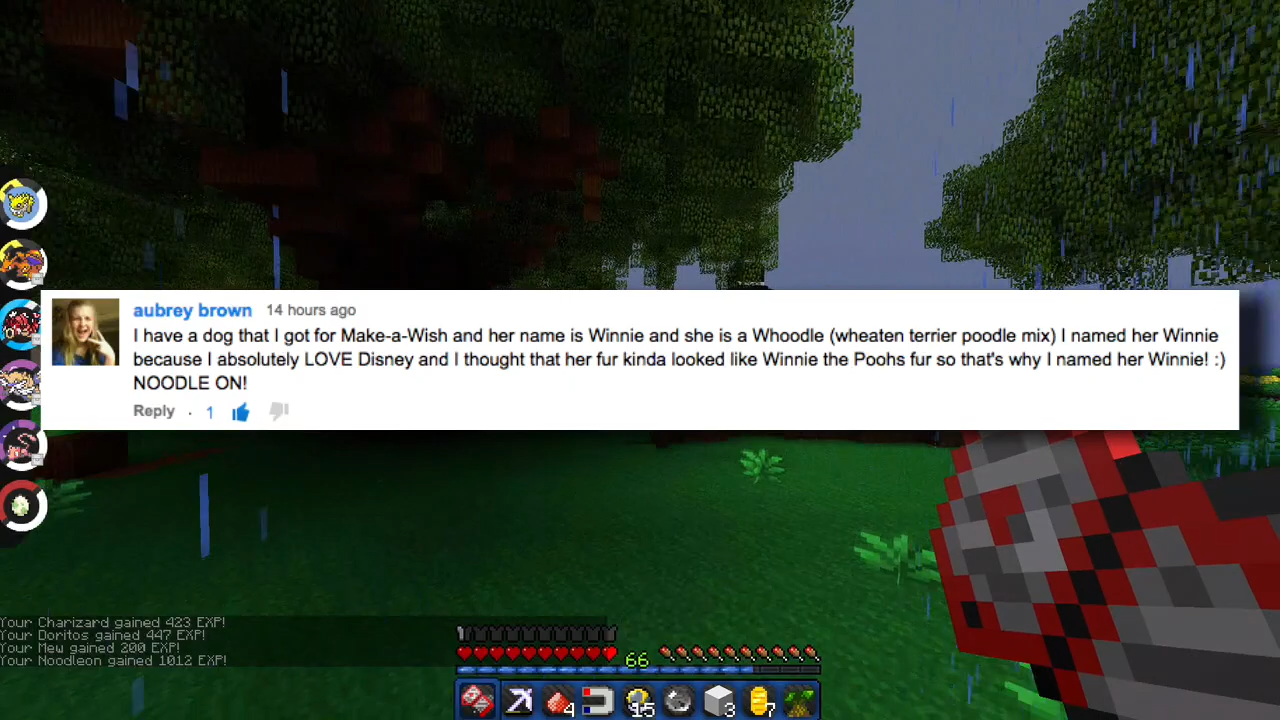 aubrey brown 14 hours ago
I have a dog that I got for Make-a-Wish and her name is Winnie and she is a Whoodle (wheaten terrier poodle mix) I named her Winnie
because I absolutely LOVE Disney and I thought that her fur kinda looked like Winnie the Poohs fur so that's why I named her Winnie! :)
NOODLE ON!
Reply · 1
Your Charizard gained 423 EXP!
Your Doritos gained 447 EXP!
Your Mew gained 200 EXP!
Your Noodleon gained 1012 EXP!
66
4 15 3 7